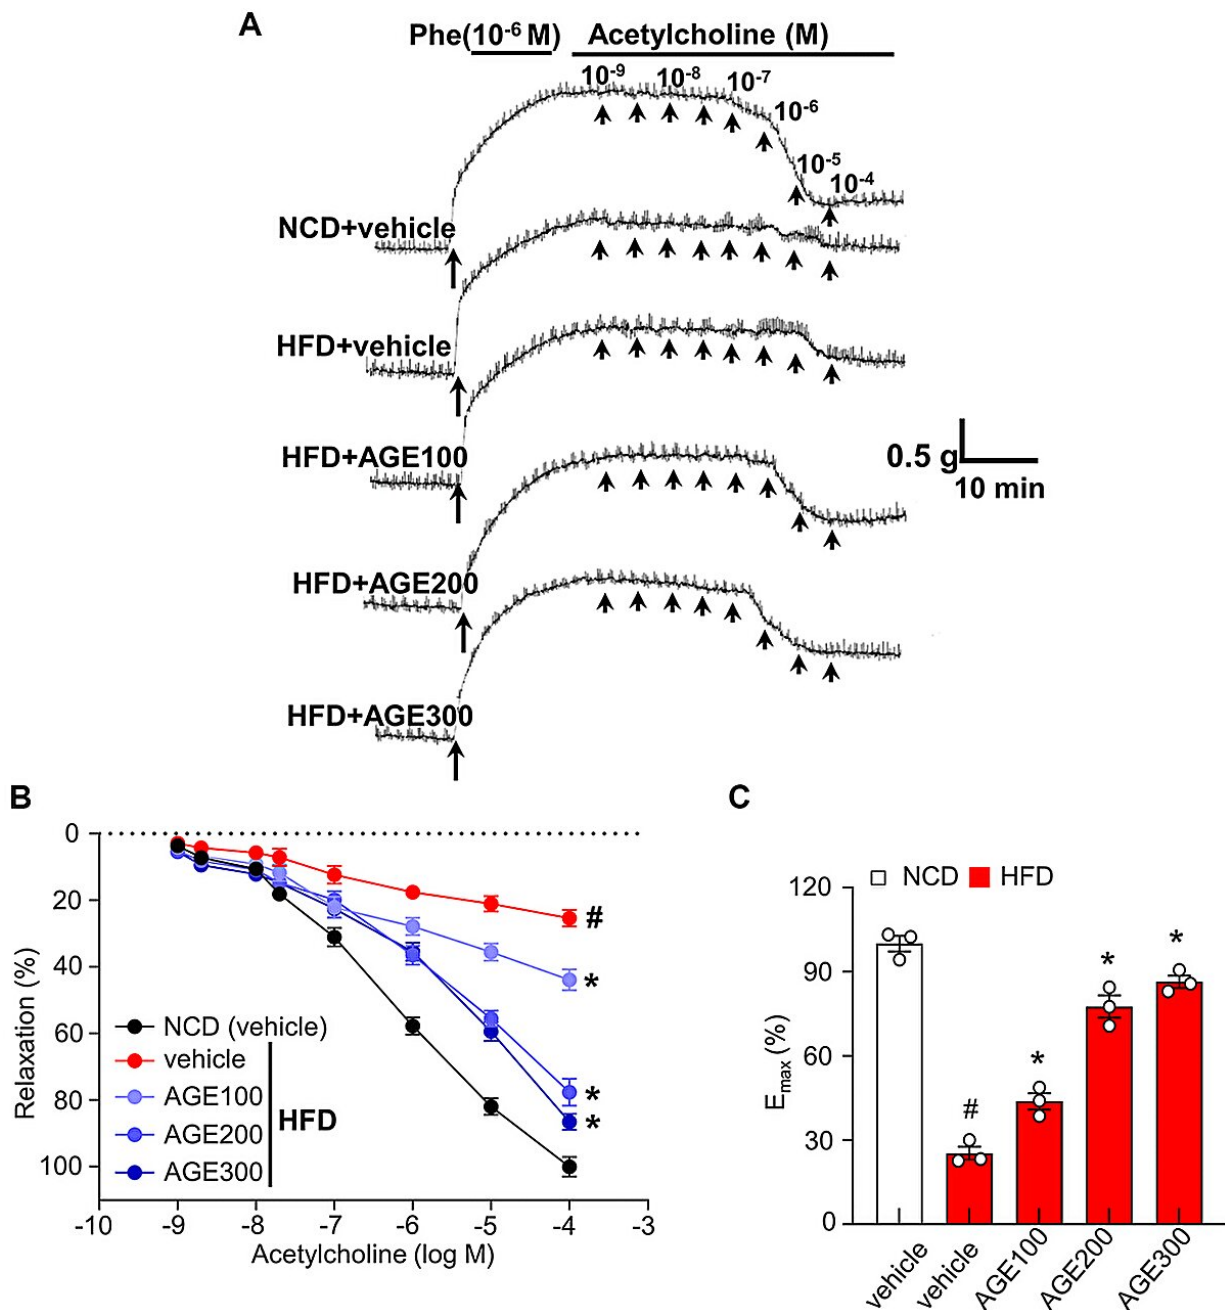 A
Phe(10⁻⁶ M) Acetylcholine (M)
10⁻⁹ 10⁻⁸ 10⁻⁷
10⁻⁶
10⁻⁵
10⁻⁴
NCD+vehicle
HFD+vehicle
HFD+AGE100
0.5 g
10 min
HFD+AGE200
HFD+AGE300
B
0
20
40
60
80
100
Relaxation (%)
#
*
*
*
NCD (vehicle)
vehicle
AGE100
AGE200
AGE300
HFD
-10 -9 -8 -7 -6 -5 -4 -3
Acetylcholine (log M)
C
NCD HFD
120
90
60
30
0
Emax (%)
# * * *
vehicle vehicle AGE100 AGE200 AGE300